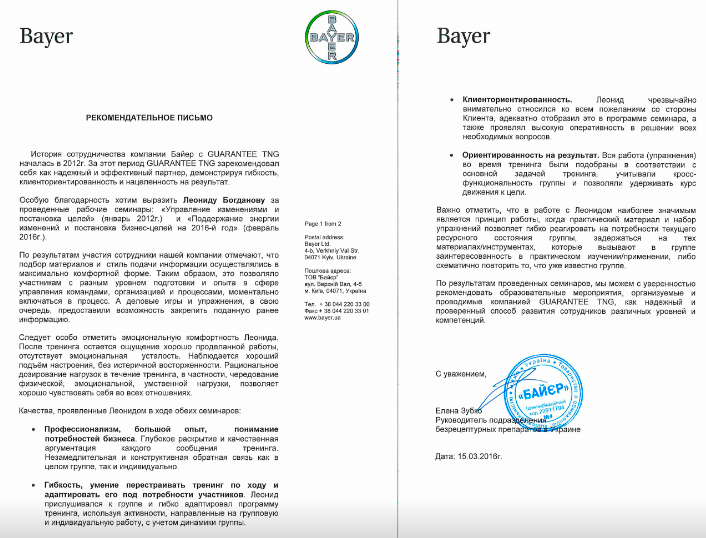 Bayer
BAYER
BAYER
РЕКОМЕНДАТЕЛЬНОЕ ПИСЬМО
История сотрудничества компании Байер с GUARANTEE TNG
началась в 2012г. За этот период GUARANTEE TNG зарекомендовал
себя как надежный и эффективный партнер, демонстрируя гибкость,
клиенториентированность и нацеленность на результат.
Особую благодарность хотим выразить Леониду Богданову за
проведенные рабочие семинары: «Управление изменениями и
постановка целей» (январь 2012г.) и «Поддержание энергии
изменений и постановка бизнес-целей на 2016-й год» (февраль
2016г.).
По результатам участия сотрудники нашей компании отмечают, что
подбор материалов и стиль подачи информации осуществлялись в
максимально комфортной форме. Таким образом, это позволяло
участникам с разным уровнем подготовки и опыта в сфере
управления командами, организацией и процессами, моментально
включаться в процесс. А деловые игры и упражнения, в свою
очередь, предоставили возможность закрепить поданную ранее
информацию.
Следует особо отметить эмоциональную комфортность Леонида.
После тренинга остается ощущение хорошо проделанной работы,
отсутствует эмоциональная усталость. Наблюдается хороший
подъём настроения, без истеричной восторженности. Рациональное
дозирование нагрузок в течение тренинга, в частности, чередование
физической, эмоциональной, умственной нагрузки, позволяет
хорошо чувствовать себя во всех отношениях.
Качества, проявленные Леонидом в ходе обеих семинаров:
• Профессионализм, большой опыт, понимание
потребностей бизнеса. Глубокое раскрытие и качественная
аргументация каждого сообщения тренинга.
Незамедлительная и конструктивная обратная связь как в
целом группе, так и индивидуально.
• Гибкость, умение перестраивать тренинг по ходу и
адаптировать его под потребности участников. Леонид
прислушивался к группе и гибко адаптировал программу
тренинга, используя активности, направленные на групповую
и индивидуальную работу, с учетом динамики группы.
Page 1 from 2
Postal address:
Bayer Ltd.
4-b, Verkhniy Val Str.
04071 Kyiv, Ukraine
Поштова адреса:
ТОВ "Байєр"
вул. Верхній Вал, 4-б
м. Київ, 04071, Україна
Тел. + 38 044 220 33 00
Факс + 38 044 220 33 01
www.bayer.ua
Bayer
• Клиенториентированность. Леонид чрезвычайно
внимательно относился ко всем пожеланиям со стороны
Клиента, адекватно отобразил это в программе семинара, а
также проявлял высокую оперативность в решении всех
необходимых вопросов.
• Ориентированность на результат. Вся работа (упражнения)
во время тренинга были подобраны в соответствии с
основной задачей тренинга, учитывали кросс-
функциональность группы и позволяли удерживать курс
движения к цели.
Важно отметить, что в работе с Леонидом наиболее значимым
является принцип работы, когда практический материал и набор
упражнений позволяет гибко реагировать на потребности текущего
ресурсного состояния группы, задержаться на тех
материалах/инструментах, которые вызывают в группе
заинтересованность в практическом изучении/применении, либо
схематично повторить то, что уже известно группе.
По результатам проведенных семинаров, мы можем с уверенностью
рекомендовать образовательные мероприятия, организуемые и
проводимые компанией GUARANTEE TNG, как надежный и
проверенный способ развития сотрудников различных уровней и
компетенций.
С уважением,
«БАЙЄР»
Елена Зубко
Руководитель подразделения
безрецептурных препаратов в Украине
Дата: 15.03.2016г.